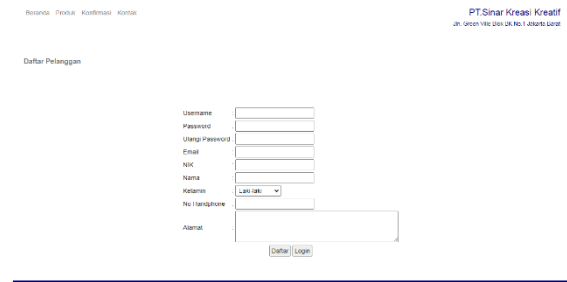 Beranda Produk Konfirmasi Kontak
PT.Sinar Kreasi Kreatif
Jln. Green Ville Blok BK No.1 Jakarta Barat
Daftar Pelanggan
Username :
Password :
Ulangi Password :
Email :
NIK :
Nama :
Kelamin : Laki-laki
No Handphone :
Alamat :
Daftar Login